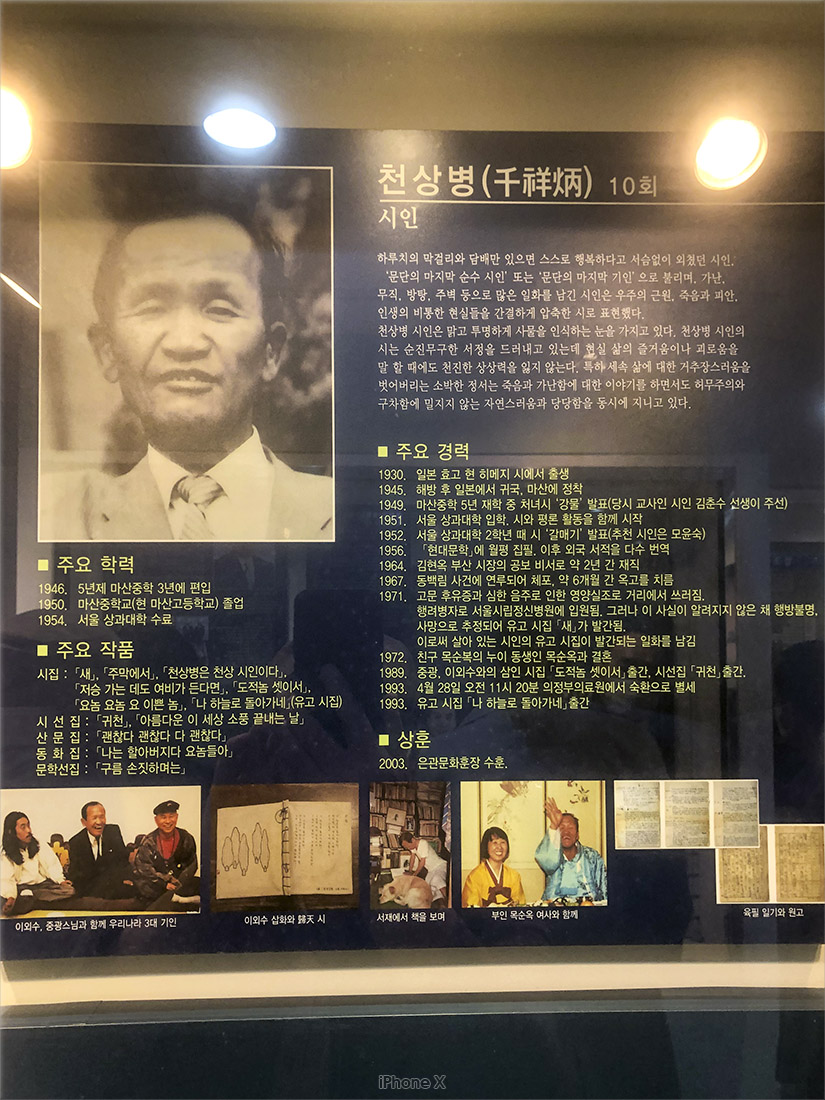 천상병(千祥炳) 10회
시인
하루치의 막걸리와 담배만 있으면 스스로 행복하다고 서슴없이 외쳤던 시인.
'문단의 마지막 순수 시인' 또는 '문단의 마지막 기인'으로 불리며, 가난,
무직, 방탕, 주벽 등으로 많은 일화를 남긴 시인은 우주의 근원, 죽음과 피안,
인생의 비통한 현실들을 간결하게 압축한 시로 표현했다.
천상병 시인은 맑고 투명하게 사물을 인식하는 눈을 가지고 있다. 천상병 시인의
시는 순진무구한 서정을 드러내고 있는데 현실 삶의 즐거움이나 괴로움을
말 할 때에도 천진한 상상력을 잃지 않는다. 특히 세속 삶에 대한 거추장스러움을
벗어버리는 소박한 정서는 죽음과 가난함에 대한 이야기를 하면서도 허무주의와
구차함에 밀지지 않는 자연스러움과 당당함을 동시에 지니고 있다.
■ 주요 경력
1930. 일본 효고 현 히메지 시에서 출생
1945. 해방 후 일본에서 귀국, 마산에 정착
1949. 마산중학 5년 재학 중 처녀시 '강물' 발표(당시 교사인 시인 김춘수 선생이 주선)
1951. 서울 상과대학 입학. 시와 평론 활동을 함께 시작
1952. 서울 상과대학 2학년 때 시 '갈매기' 발표(추천 시인은 모윤숙)
1956. 「현대문학」에 월평 집필. 이후 외국 서적을 다수 번역
1964. 김현옥 부산 시장의 공보 비서로 약 2년 간 재직
1967. 동백림 사건에 연루되어 체포, 약 6개월 간 옥고를 치름
1971. 고문 후유증과 심한 음주로 인한 영양실조로 거리에서 쓰러짐.
행려병자로 서울시립정신병원에 입원됨. 그러나 이 사실이 알려지지 않은 채 행방불명,
사망으로 추정되어 유고 시집 「새」가 발간됨.
이로써 살아 있는 시인의 유고 시집이 발간되는 일화를 남김
1972. 친구 목순복의 누이 동생인 목순옥과 결혼
1989. 중광, 이외수와의 삼인 시집 「도적놈 셋이서」출간, 시선집 「귀천」출간.
1993. 4월 28일 오전 11시 20분 의정부의료원에서 숙환으로 별세
1993. 유고 시집 「나 하늘로 돌아가네」출간
■ 상훈
2003. 은관문화훈장 수훈.
■ 주요 학력
1946. 5년제 마산중학 3년에 편입
1950. 마산중학교(현 마산고등학교) 졸업
1954. 서울 상과대학 수료
■ 주요 작품
시집 : 「새」, 「주막에서」, 「천상병은 천상 시인이다」,
「저승 가는 데도 여비가 든다면」, 「도적놈 셋이서」,
「요놈 요놈 요 이쁜 놈」, 「나 하늘로 돌아가네」(유고 시집)
시 선 집 : 「귀천」, 「아름다운 이 세상 소풍 끝내는 날」
산 문 집 : 「괜찮다 괜찮다 다 괜찮다」
동 화 집 : 「나는 할아버지다 요놈들아」
문학선집 : 「구름 손짓하며는」
이외수, 중광스님과 함께 우리나라 3대 기인
이외수 삽화와 歸天 시
서재에서 책을 보며
부인 목순옥 여사와 함께
육필 일기와 원고
iPhone X